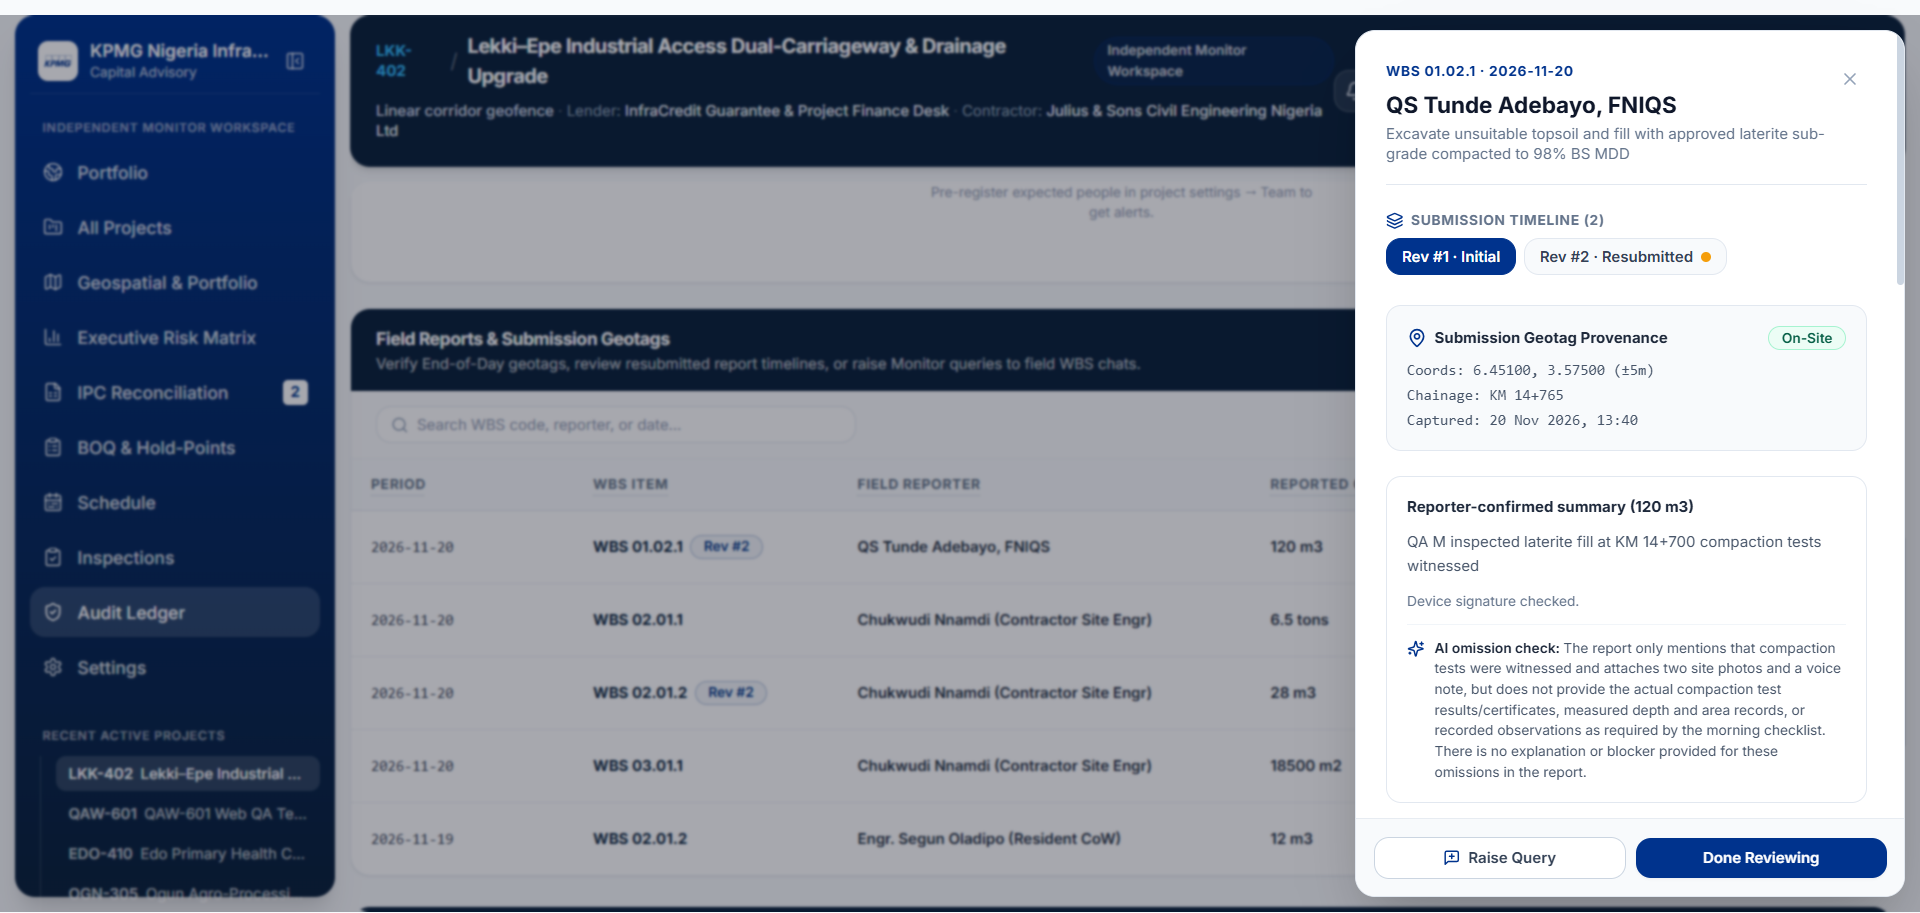 KPMG Nigeria Infra...
Capital Advisory
INDEPENDENT MONITOR WORKSPACE
Portfolio
All Projects
Geospatial & Portfolio
Executive Risk Matrix
IPC Reconciliation
2
BOQ & Hold-Points
Schedule
Inspections
Audit Ledger
Settings
RECENT ACTIVE PROJECTS
LKK-402 Lekki–Epe Industrial ...
QAW-601 QAW-601 Web QA Te...
EDO-410 Edo Primary Health C...
OGN-305 Ogun Agro-Processi...
LKK-
402
/
Lekki–Epe Industrial Access Dual-Carriageway & Drainage
Upgrade
Independent Monitor
Workspace
Linear corridor geofence · Lender: InfraCredit Guarantee & Project Finance Desk · Contractor: Julius & Sons Civil Engineering Nigeria
Ltd
Pre-register expected people in project settings → Team to
get alerts.
Field Reports & Submission Geotags
Verify End-of-Day geotags, review resubmitted report timelines, or raise Monitor queries to field WBS chats.
Search WBS code, reporter, or date...
PERIOD WBS ITEM FIELD REPORTER REPORTED
2026-11-20 WBS 01.02.1 Rev #2 QS Tunde Adebayo, FNIQS 120 m3
2026-11-20 WBS 02.01.1 Chukwudi Nnamdi (Contractor Site Engr) 6.5 tons
2026-11-20 WBS 02.01.2 Rev #2 Chukwudi Nnamdi (Contractor Site Engr) 28 m3
2026-11-20 WBS 03.01.1 Chukwudi Nnamdi (Contractor Site Engr) 18500 m2
2026-11-19 WBS 02.01.2 Engr. Segun Oladipo (Resident CoW) 12 m3
WBS 01.02.1 · 2026-11-20
QS Tunde Adebayo, FNIQS
Excavate unsuitable topsoil and fill with approved laterite sub-
grade compacted to 98% BS MDD
SUBMISSION TIMELINE (2)
Rev #1 · Initial
Rev #2 · Resubmitted
Submission Geotag Provenance
On-Site
Coords: 6.45100, 3.57500 (±5m)
Chainage: KM 14+765
Captured: 20 Nov 2026, 13:40
Reporter-confirmed summary (120 m3)
QA M inspected laterite fill at KM 14+700 compaction tests
witnessed
Device signature checked.
AI omission check: The report only mentions that compaction
tests were witnessed and attaches two site photos and a voice
note, but does not provide the actual compaction test
results/certificates, measured depth and area records, or
recorded observations as required by the morning checklist.
There is no explanation or blocker provided for these
omissions in the report.
Raise Query
Done Reviewing